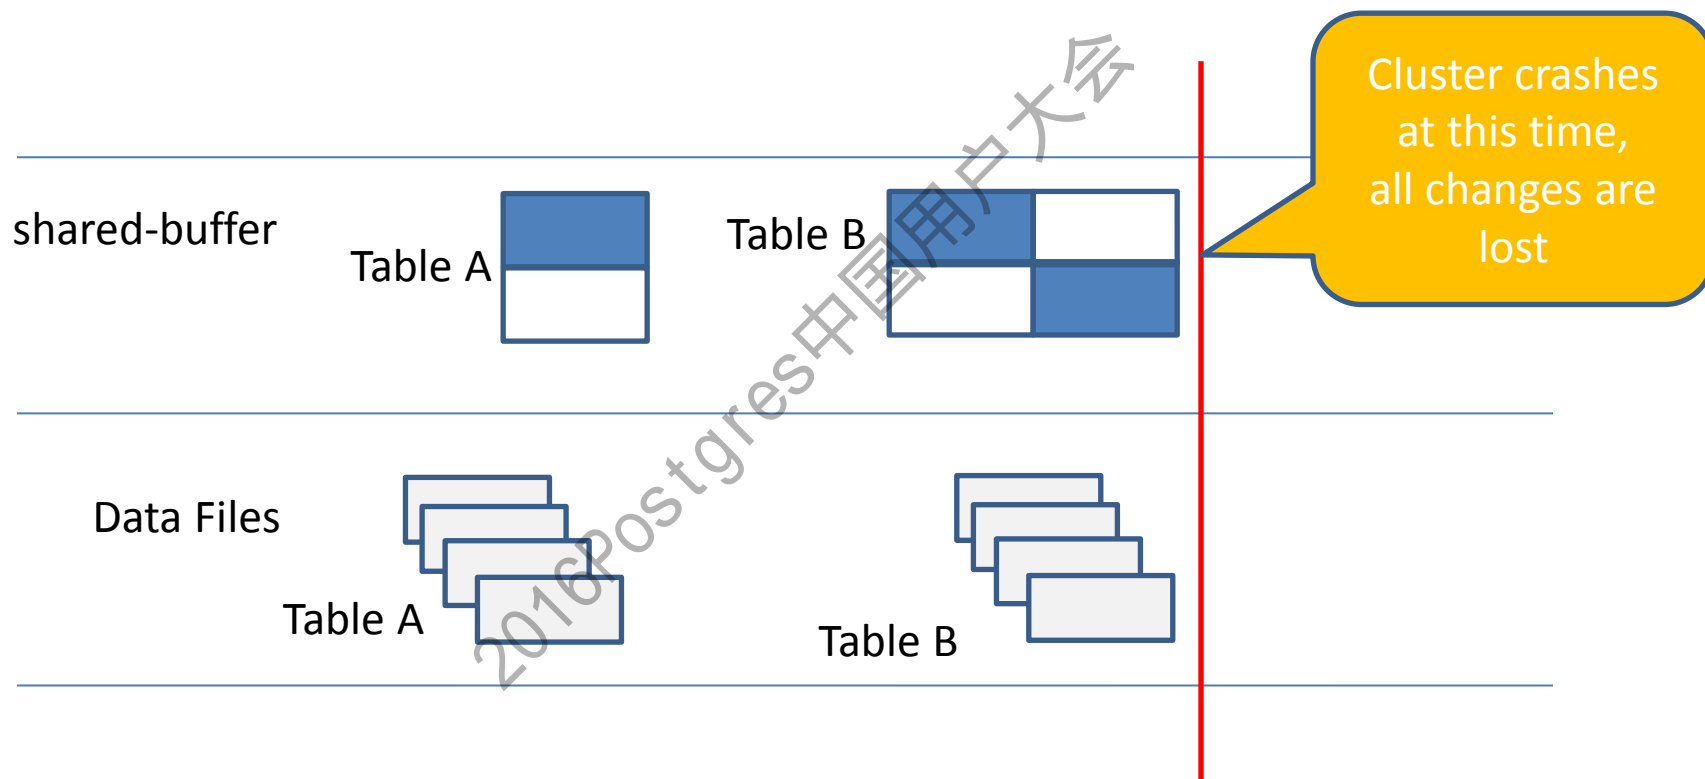 Cluster crashes
at this time,
all changes are
lost
shared-buffer
Table A
Table B
Data Files
Table A
Table B
2016Postgres中国用户大会